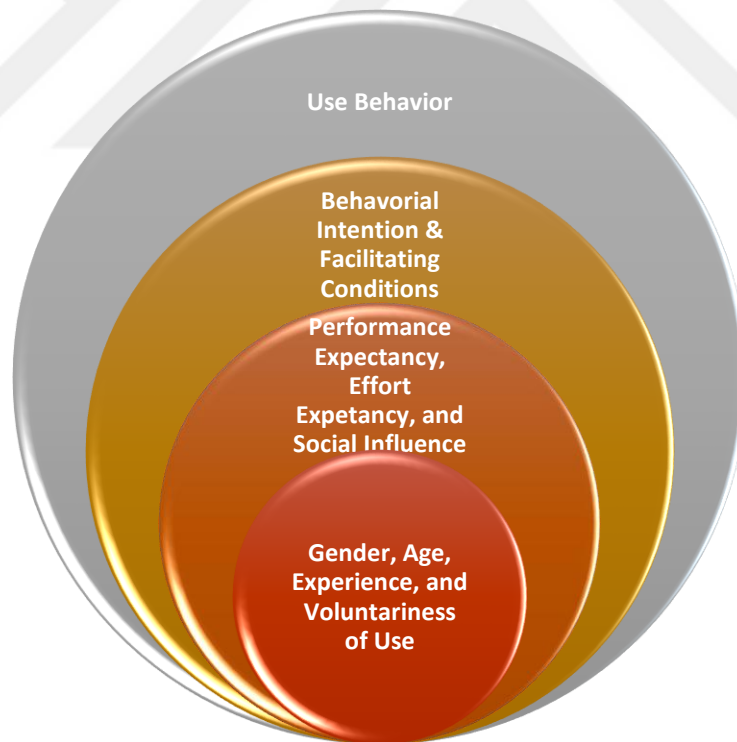 Use Behavior
Behavorial
Intention &
Facilitating
Conditions
Performance
Expectancy,
Effort
Expetancy, and
Social Influence
Gender, Age,
Experience, and
Voluntariness
of Use